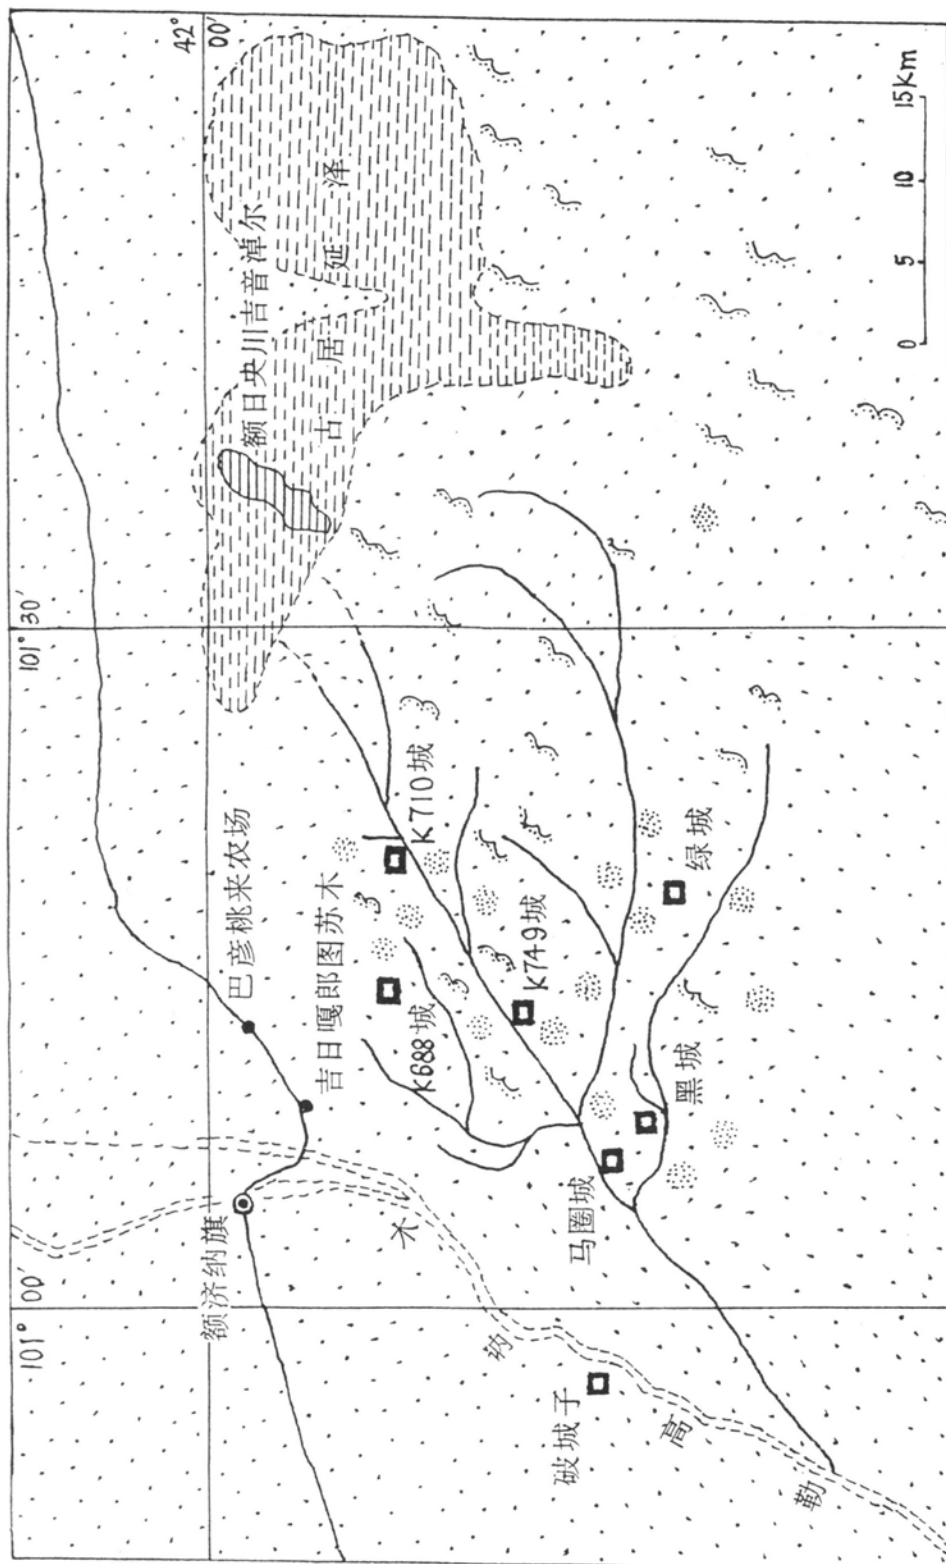 101° 00′
101° 30′
42° 00′
额济纳旗
巴彦桃来农场
额日央川吉音淖尔
吉日嘎郎图苏木
古居延泽
K688城
K710城
木纳高勒
K749城
马圈城
破城子
黑城
绿城
0 5 10 15Km